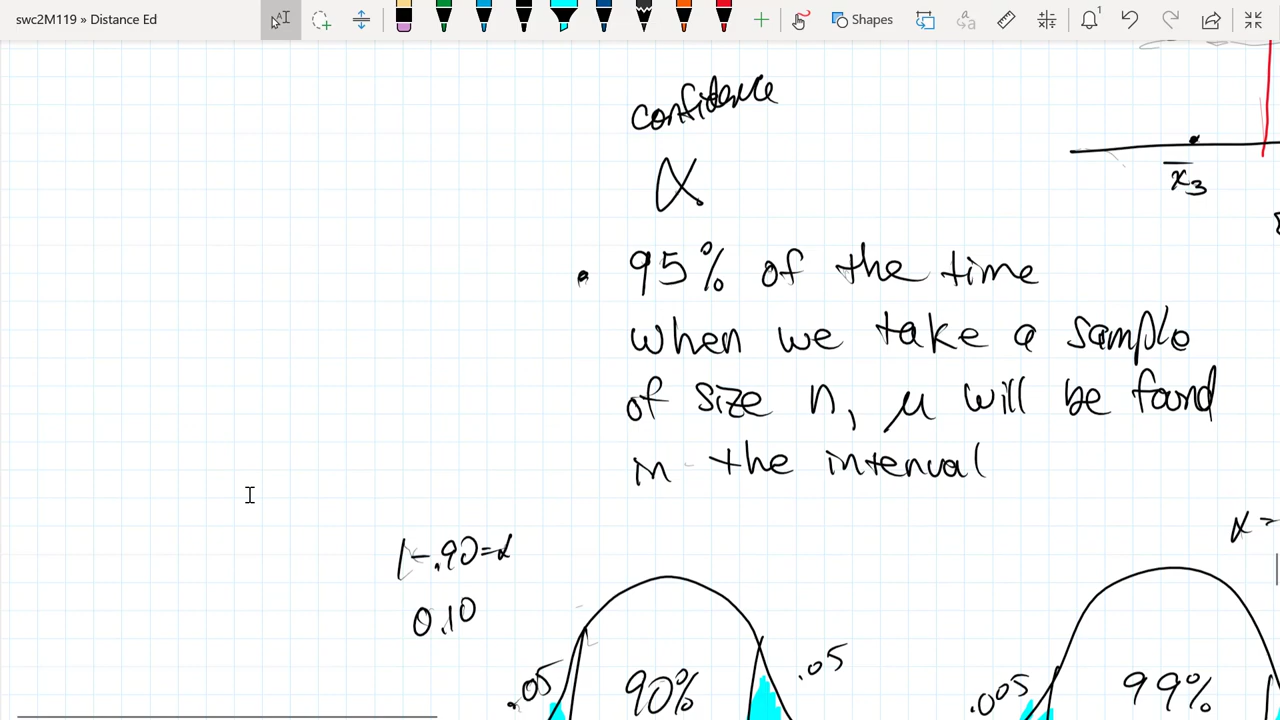 swc2M119 » Distance Ed
Shapes
1
confidence
α
x̄₃
• 95% of the time
when we take a sample
of size n, μ will be found
in the interval
α =
1-.90=α
0.10
.05 90% .05
.005 99%